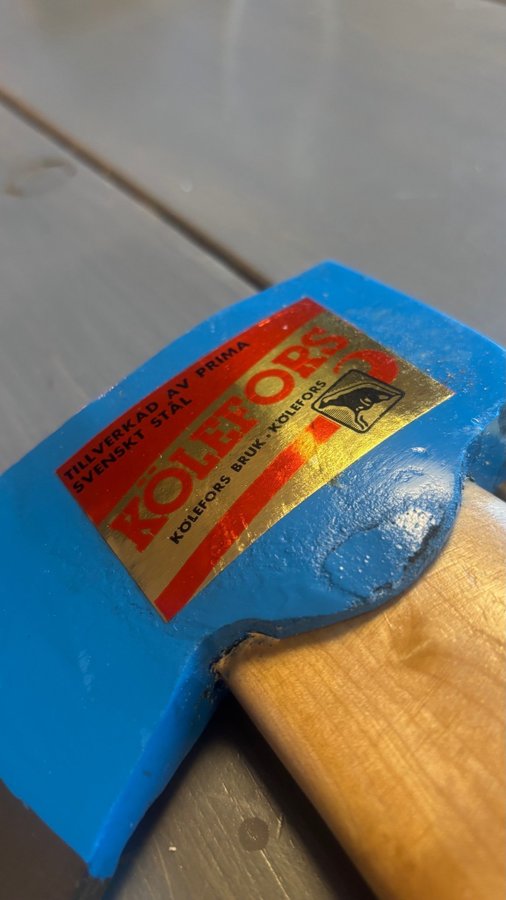 TILLVERKAD AV PRIMA
SVENSKT STÅL
KÖLEFORS
KÖLEFORS BRUK · KÖLEFORS